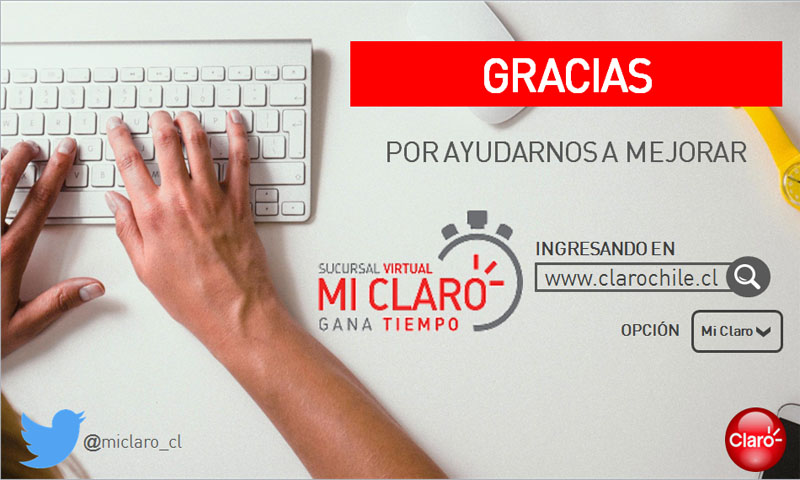 GRACIAS
POR AYUDARNOS A MEJORAR
SUCURSAL VIRTUAL
MI CLARO
GANA TIEMPO
INGRESANDO EN
www.clarochile.cl
OPCIÓN Mi Claro
@miclaro_cl
Claro